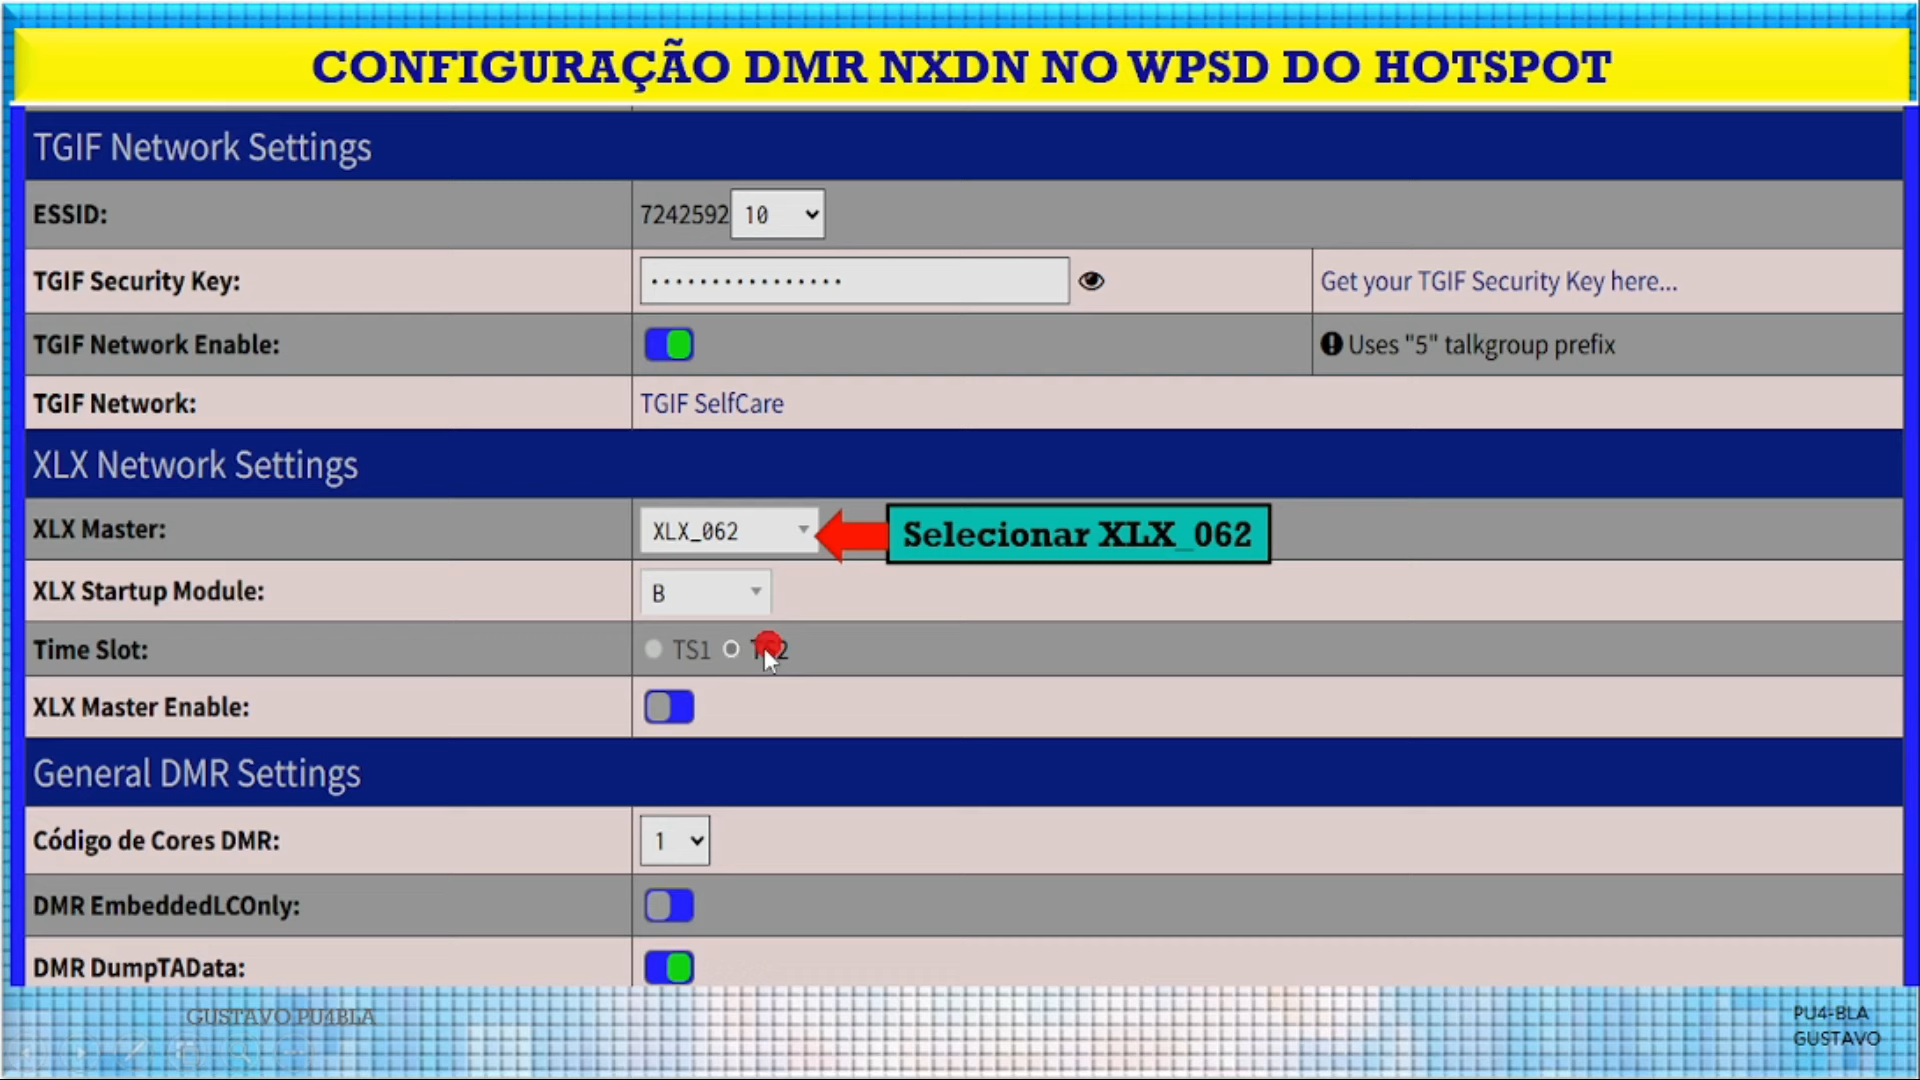 CONFIGURAÇÃO DMR NXDN NO WPSD DO HOTSPOT
TGIF Network Settings
ESSID: 7242592 10
TGIF Security Key: ················ Get your TGIF Security Key here...
TGIF Network Enable: Uses "5" talkgroup prefix
TGIF Network: TGIF SelfCare
XLX Network Settings
XLX Master: XLX_062 Selecionar XLX_062
XLX Startup Module: B
Time Slot: TS1 TS2
XLX Master Enable:
General DMR Settings
Código de Cores DMR: 1
DMR EmbeddedLCOnly:
DMR DumpTAData:
GUSTAVO PU4BLA
PU4-BLA
GUSTAVO